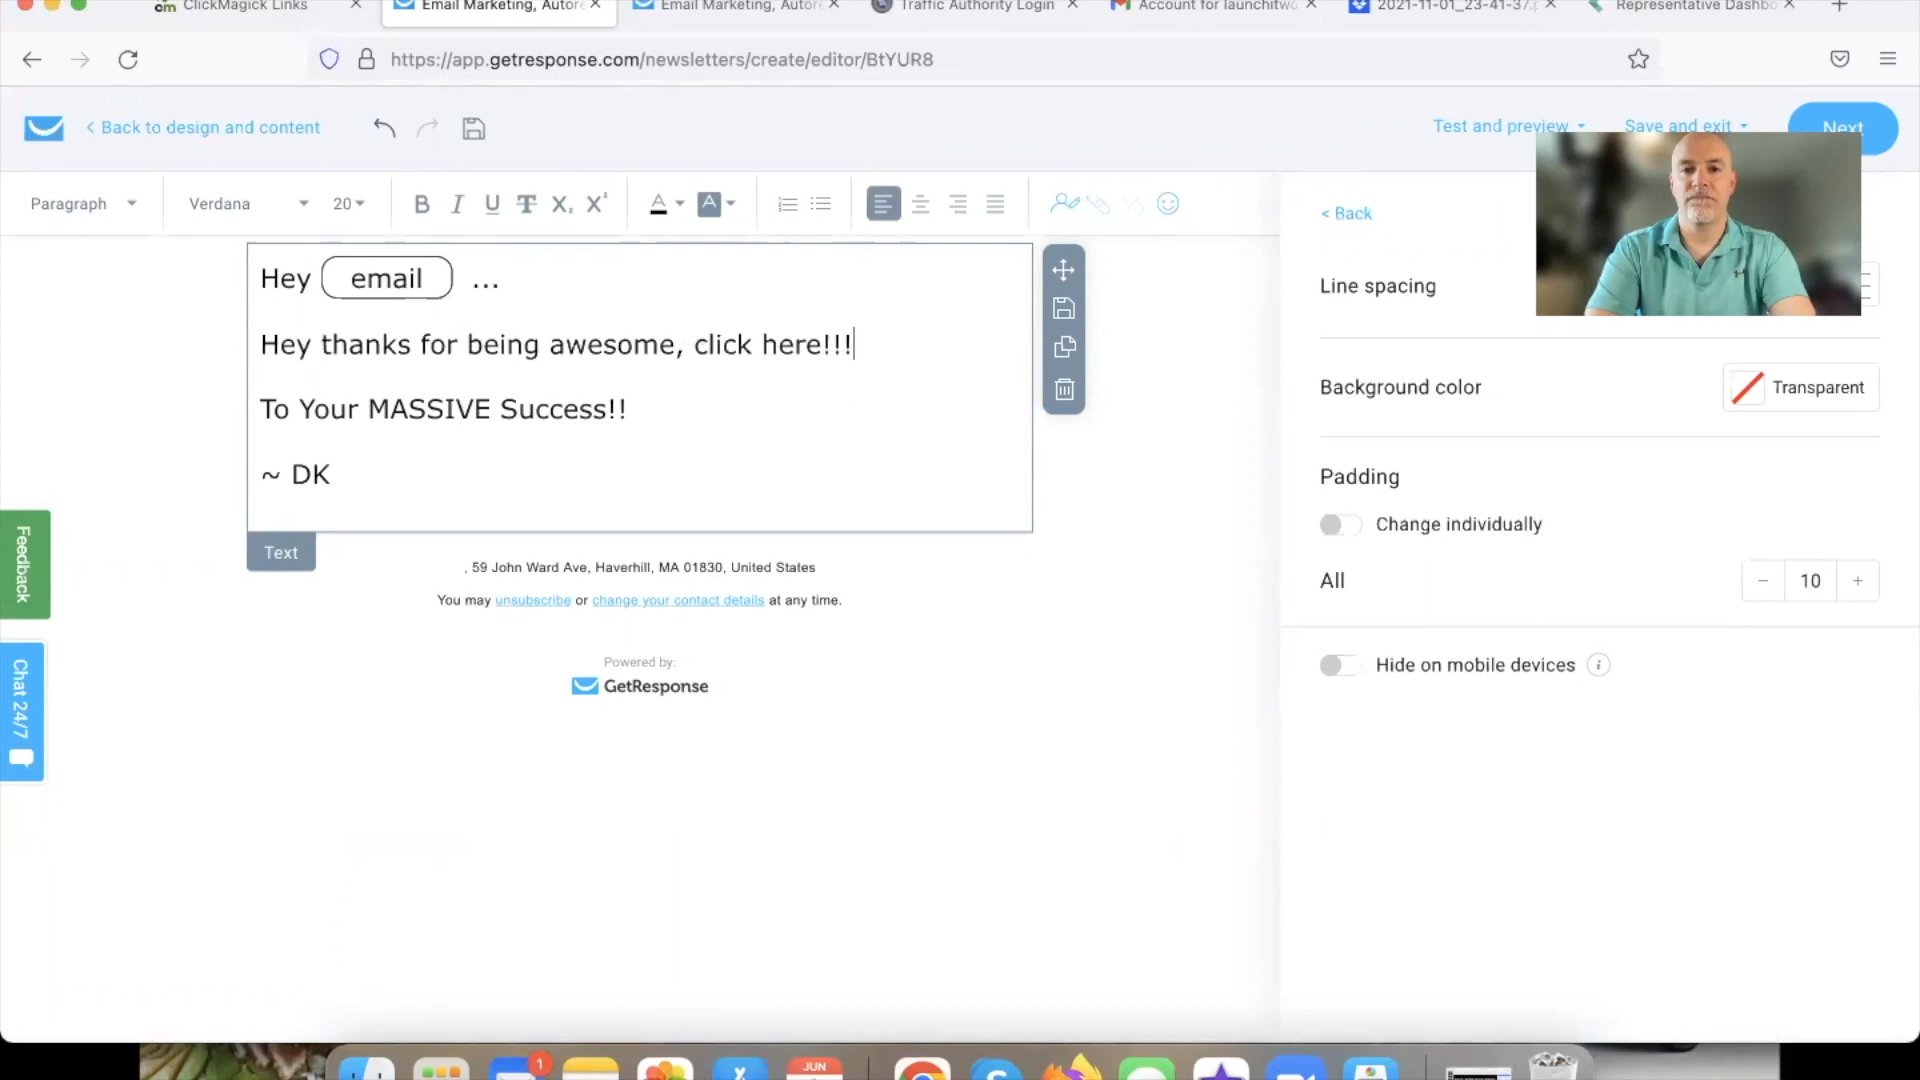 cm ClickMagick Links
Email Marketing, Autore
Email Marketing, Autore
Traffic Authority Login
Account for launchitwo
2021-11-01_23-41-37.p
Representative Dashbo
https://app.getresponse.com/newsletters/create/editor/BtYUR8
< Back to design and content
Test and preview
Save and exit
Next
Paragraph
Verdana
20
< Back
Hey email ...
Line spacing
Hey thanks for being awesome, click here!!!
Background color
Transparent
To Your MASSIVE Success!!
~ DK
Padding
Change individually
Feedback
Text
, 59 John Ward Ave, Haverhill, MA 01830, United States
All
- 10 +
You may unsubscribe or change your contact details at any time.
Powered by:
GetResponse
Hide on mobile devices
Chat 24/7
1
JUN